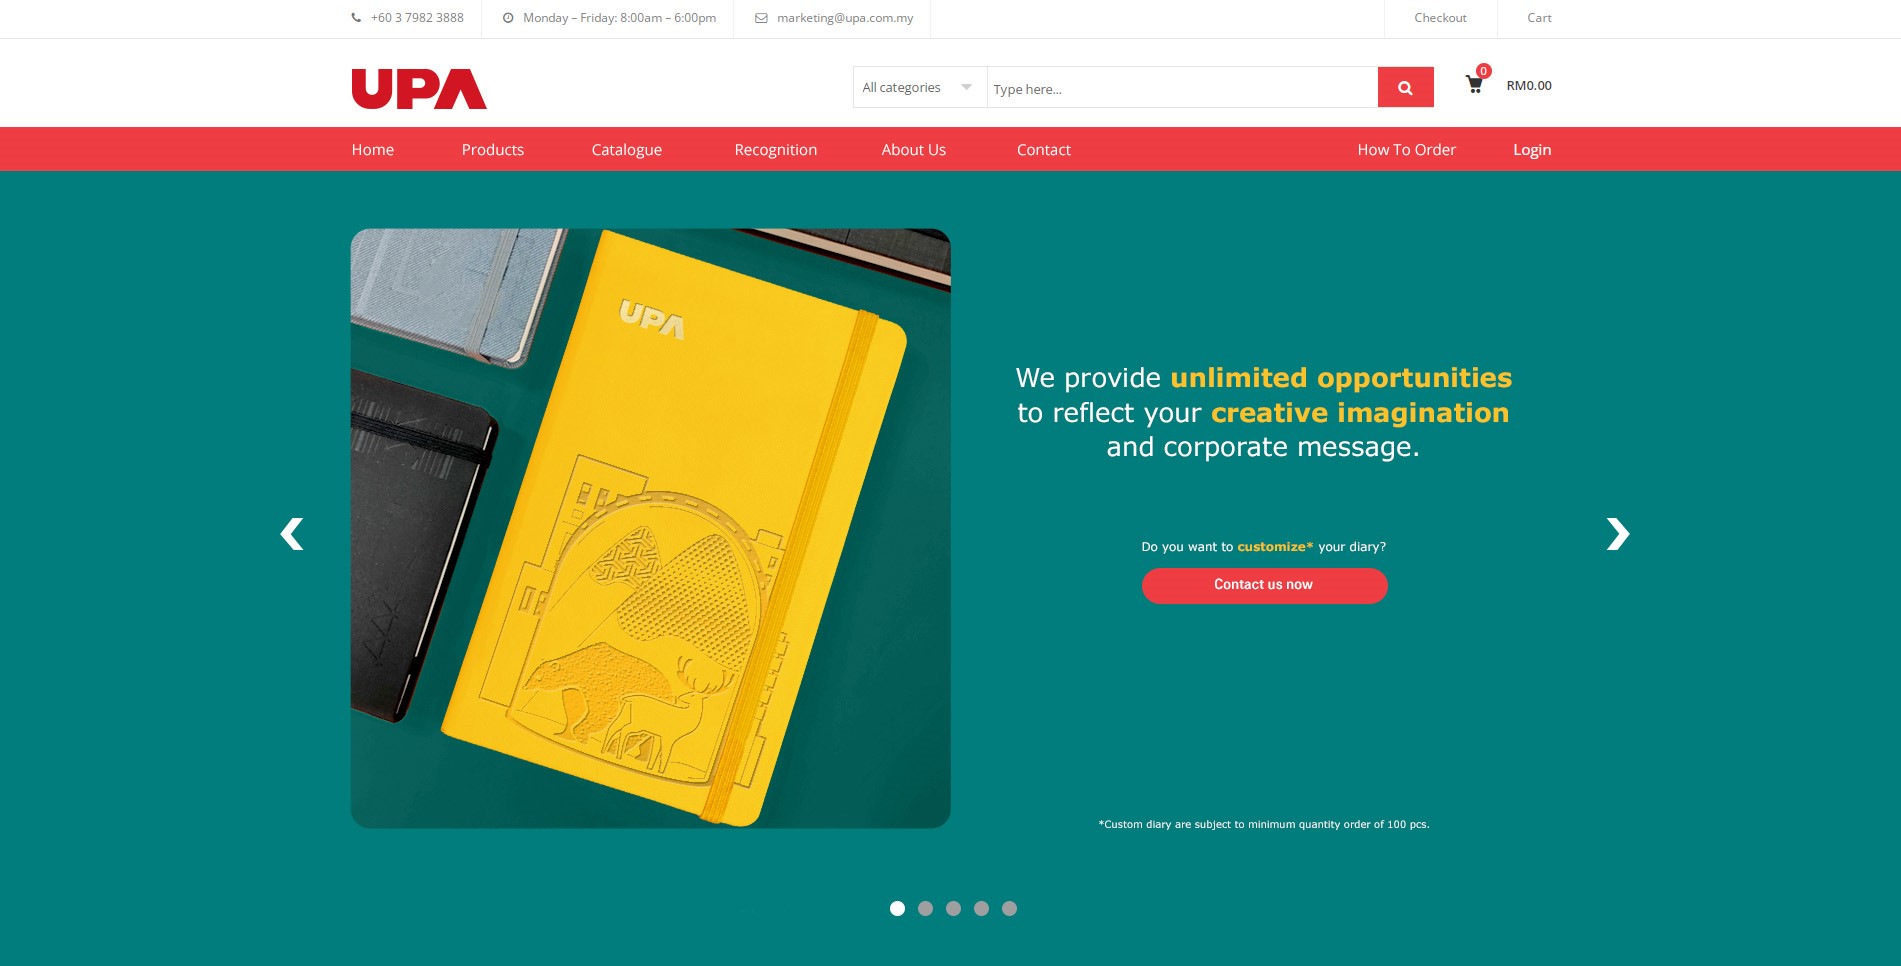 +60 3 7982 3888
Monday – Friday: 8:00am – 6:00pm
marketing@upa.com.my
Checkout
Cart
UPA
All categories
Type here...
0
RM0.00
Home
Products
Catalogue
Recognition
About Us
Contact
How To Order
Login
UPA
We provide unlimited opportunities
to reflect your creative imagination
and corporate message.
Do you want to customize* your diary?
Contact us now
*Custom diary are subject to minimum quantity order of 100 pcs.